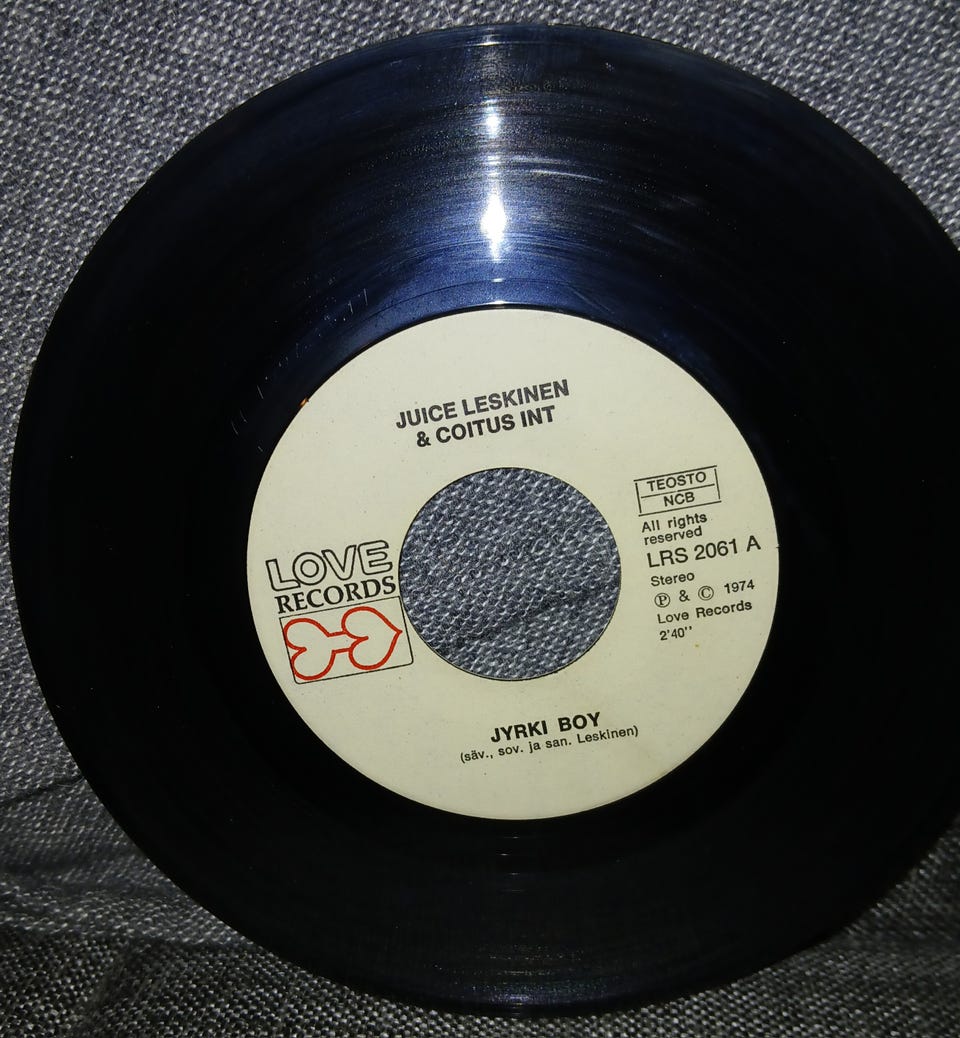 JUICE LESKINEN
& COITUS INT
LOVE
RECORDS
TEOSTO
NCB
All rights
reserved
LRS 2061 A
Stereo
Ⓟ & © 1974
Love Records
2'40''
JYRKI BOY
(säv., sov. ja san. Leskinen)